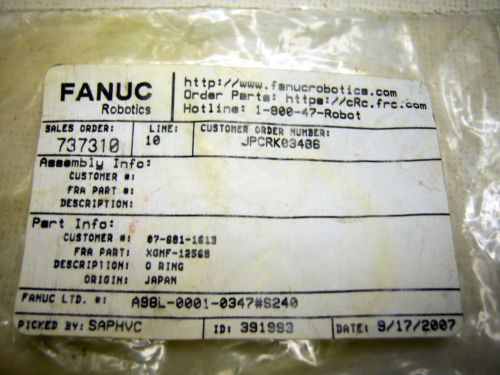 FANUC
Robotics
http://www.fanucrobotics.com
Order Parts: https://cRc.frc.com
Hotline: 1-800-47-Robot
SALES ORDER: 737310
LINE: 10
CUSTOMER ORDER NUMBER: JPCRK03406
Assembly Info:
CUSTOMER #:
FRA PART #:
DESCRIPTION:
Part Info:
CUSTOMER #: 07-681-1613
FRA PART: XGMF-12568
DESCRIPTION: O RING
ORIGIN: JAPAN
FANUC LTD. #: A98L-0001-0347#S240
PICKED BY: SAPHVC
ID: 391993
DATE: 9/17/2007